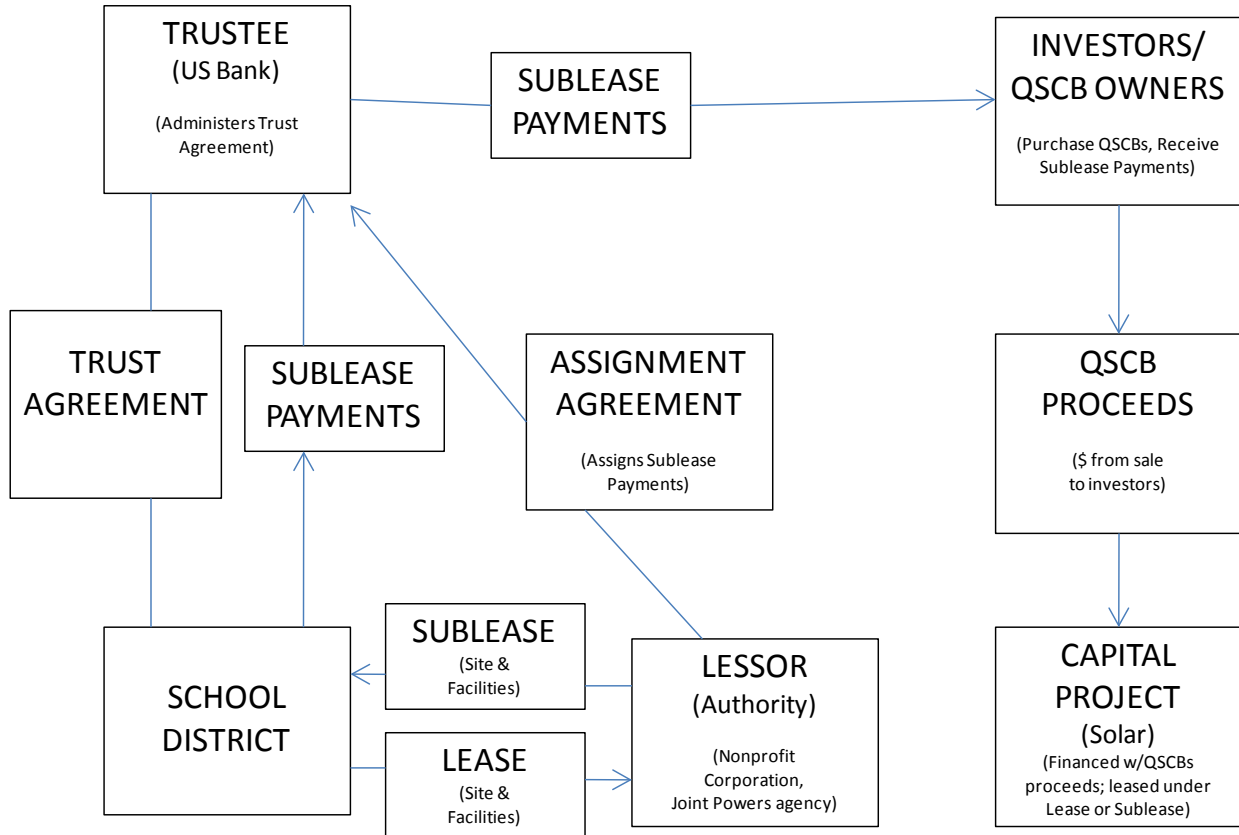 TRUSTEE
(US Bank)
(Administers Trust
Agreement)
SUBLEASE
PAYMENTS
INVESTORS/
QSCB OWNERS
(Purchase QSCBs, Receive
Sublease Payments)
TRUST
AGREEMENT
SUBLEASE
PAYMENTS
ASSIGNMENT
AGREEMENT
(Assigns Sublease
Payments)
QSCB
PROCEEDS
($ from sale
to investors)
SCHOOL
DISTRICT
SUBLEASE
(Site &
Facilities)
LEASE
(Site &
Facilities)
LESSOR
(Authority)
(Nonprofit
Corporation,
Joint Powers agency)
CAPITAL
PROJECT
(Solar)
(Financed w/QSCBs
proceeds; leased under
Lease or Sublease)